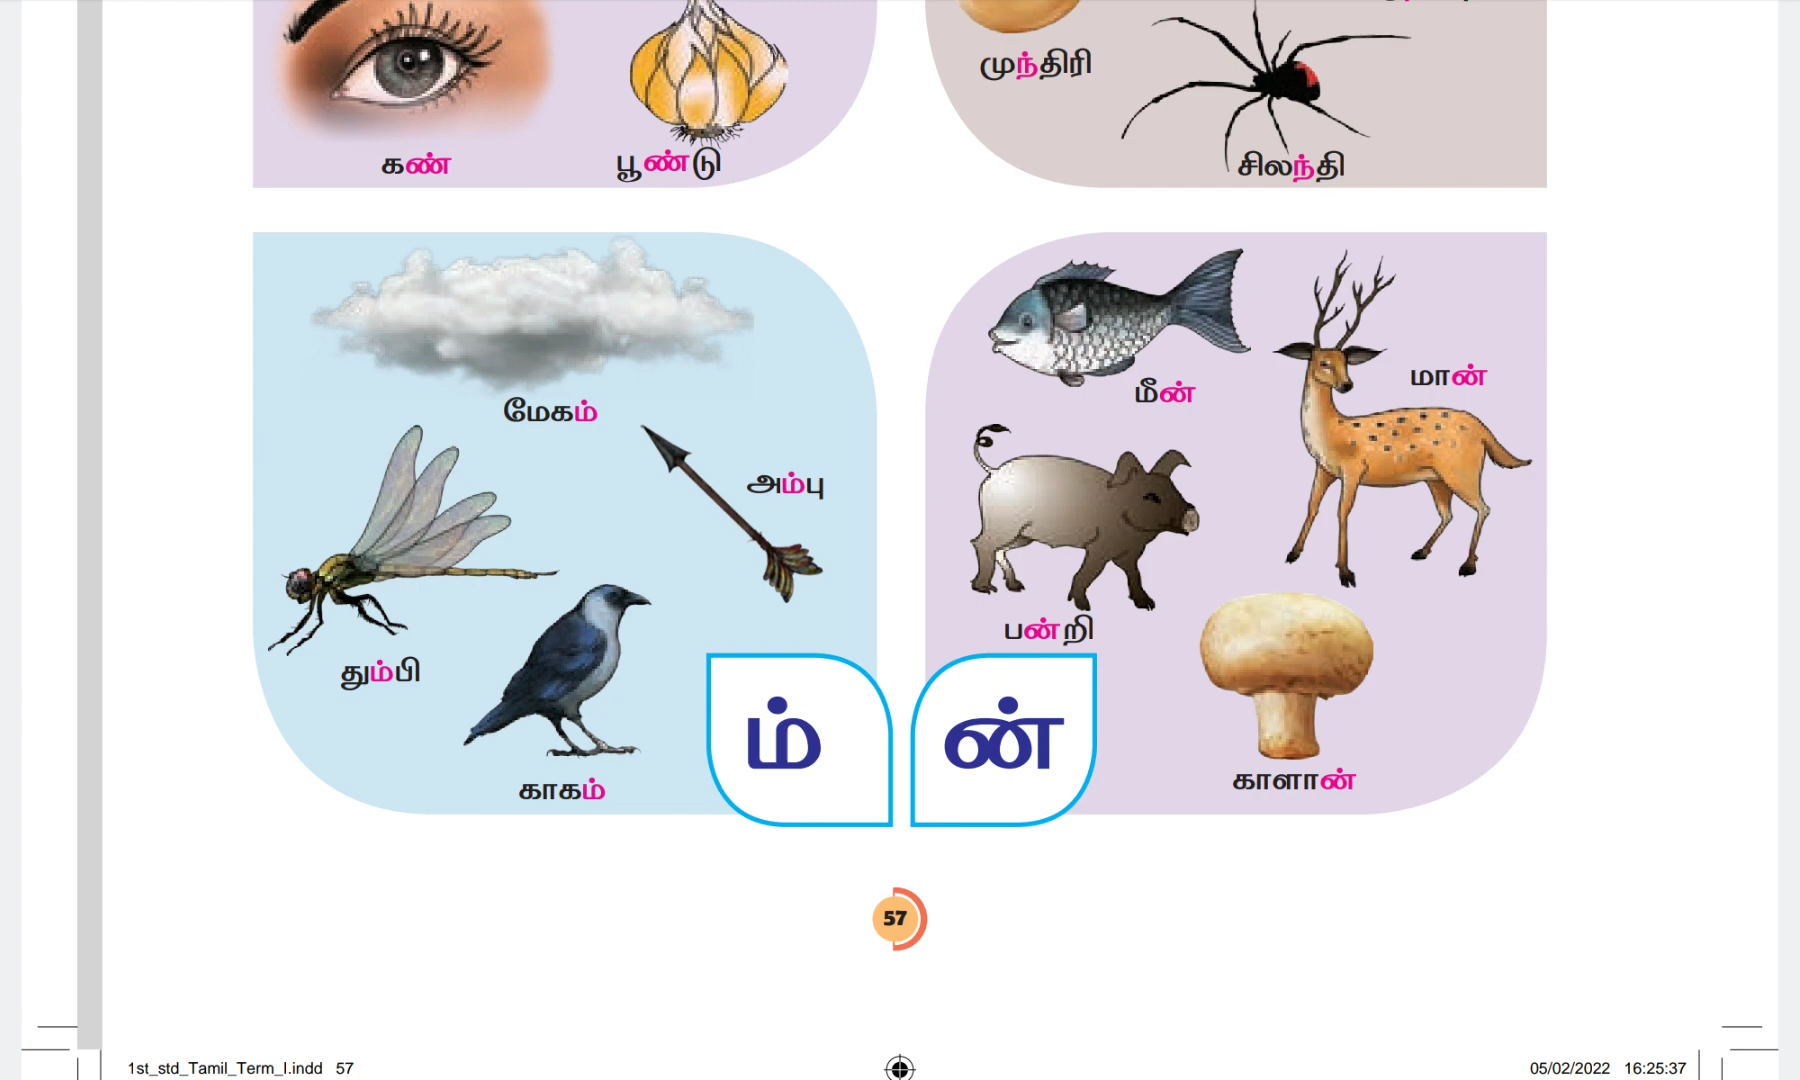 முந்திரி
கண்
பூண்டு
சிலந்தி
மேகம்
அம்பு
தும்பி
காகம்
ம்
மீன்
மான்
பன்றி
காளான்
ன்
57
1st_std_Tamil_Term_I.indd 57
05/02/2022 16:25:37